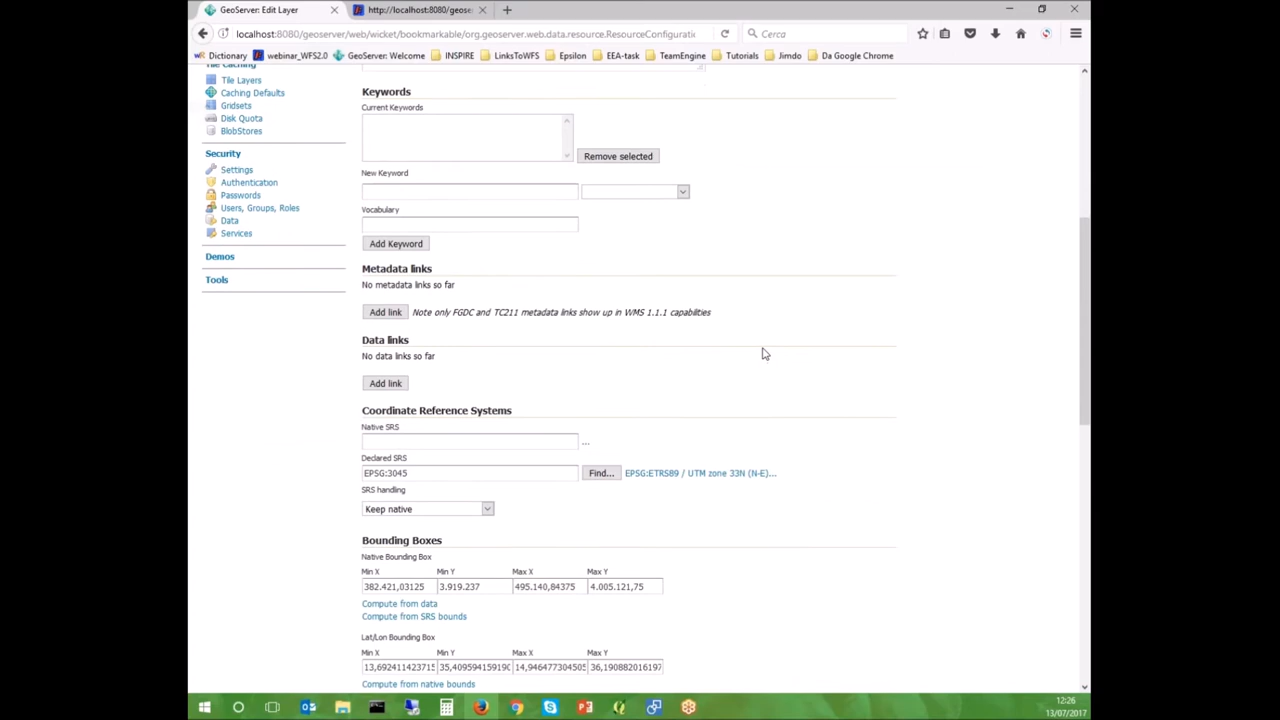 GeoServer: Edit Layer
http://localhost:8080/geose
localhost:8080/geoserver/web/wicket/bookmarkable/org.geoserver.web.data.resource.ResourceConfiguratio
Cerca
Dictionary webinar_WFS2.0 GeoServer: Welcome INSPIRE LinksToWFS Epsilon EEA-task TeamEngine Tutorials Jimdo Da Google Chrome
Tile Caching
Tile Layers
Caching Defaults
Gridsets
Disk Quota
BlobStores
Security
Settings
Authentication
Passwords
Users, Groups, Roles
Data
Services
Demos
Tools
Keywords
Current Keywords
Remove selected
New Keyword
Vocabulary
Add Keyword
Metadata links
No metadata links so far
Add link Note only FGDC and TC211 metadata links show up in WMS 1.1.1 capabilities
Data links
No data links so far
Add link
Coordinate Reference Systems
Native SRS
...
Declared SRS
EPSG:3045 Find... EPSG:ETRS89 / UTM zone 33N (N-E)...
SRS handling
Keep native
Bounding Boxes
Native Bounding Box
Min X Min Y Max X Max Y
382.421,03125 3.919.237 495.140,84375 4.005.121,75
Compute from data
Compute from SRS bounds
Lat/Lon Bounding Box
Min X Min Y Max X Max Y
13,692411423715 35,40959415919 14,946477304505 36,190882016197
Compute from native bounds
12:26
13/07/2017